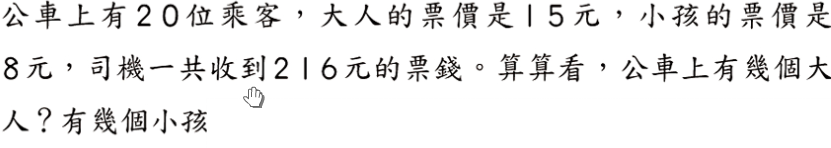 公車上有20位乘客，大人的票價是15元，小孩的票價是
8元，司機一共收到216元的票錢。算算看，公車上有幾個大
人？有幾個小孩